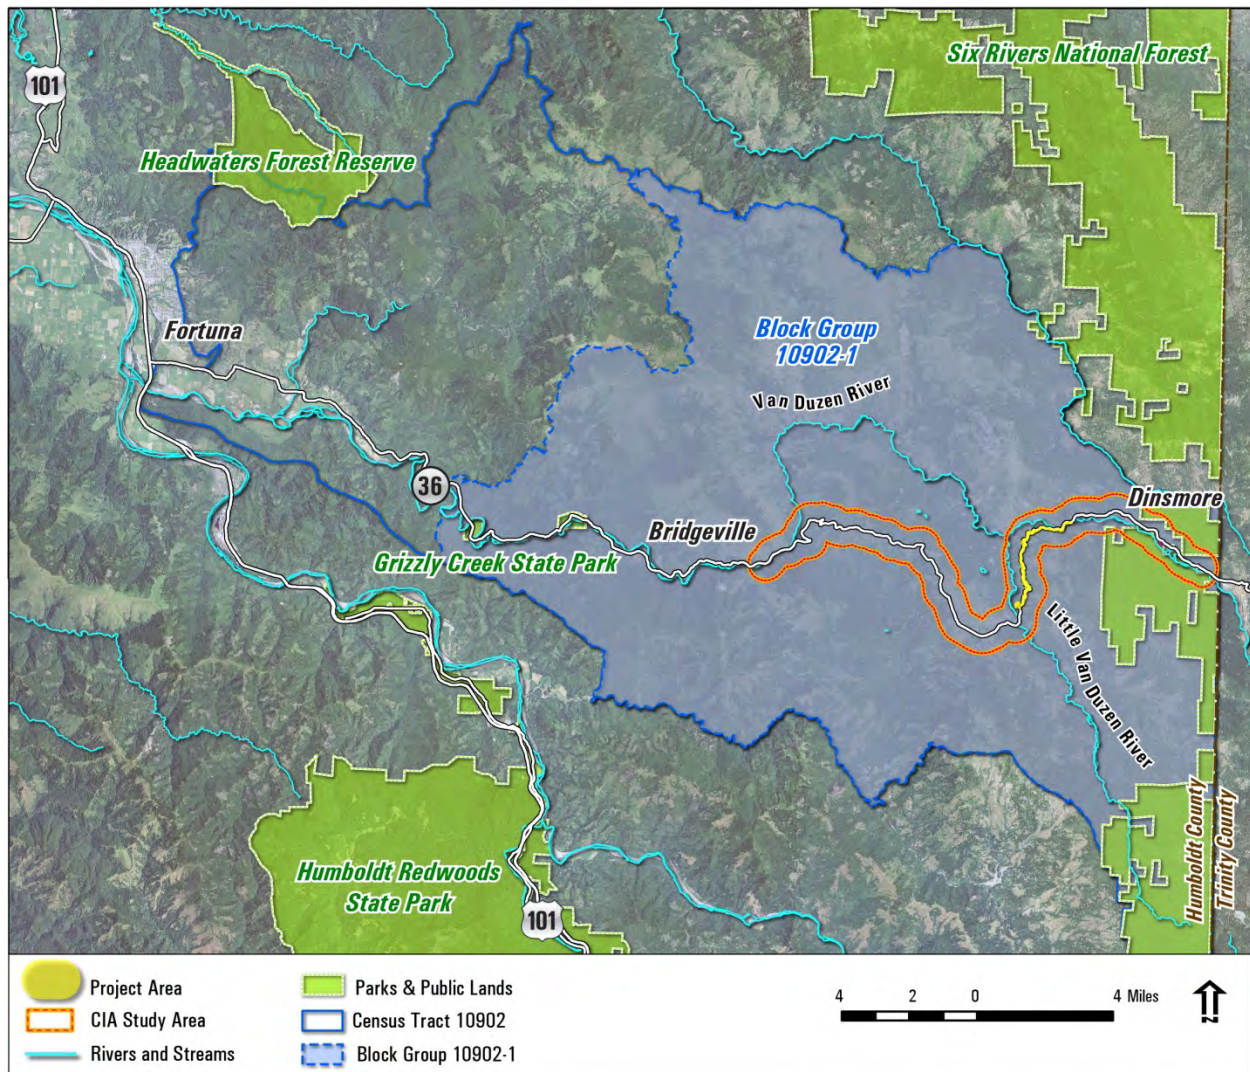 101
Six Rivers National Forest
Headwaters Forest Reserve
Fortuna
Block Group
10902-1
Van Duzen River
36
Bridgeville
Dinsmore
Grizzly Creek State Park
Little Van Duzen River
Humboldt County
Trinity County
Humboldt Redwoods
State Park
101
Project Area
CIA Study Area
Rivers and Streams
Parks & Public Lands
Census Tract 10902
Block Group 10902-1
4 2 0 4 Miles
N